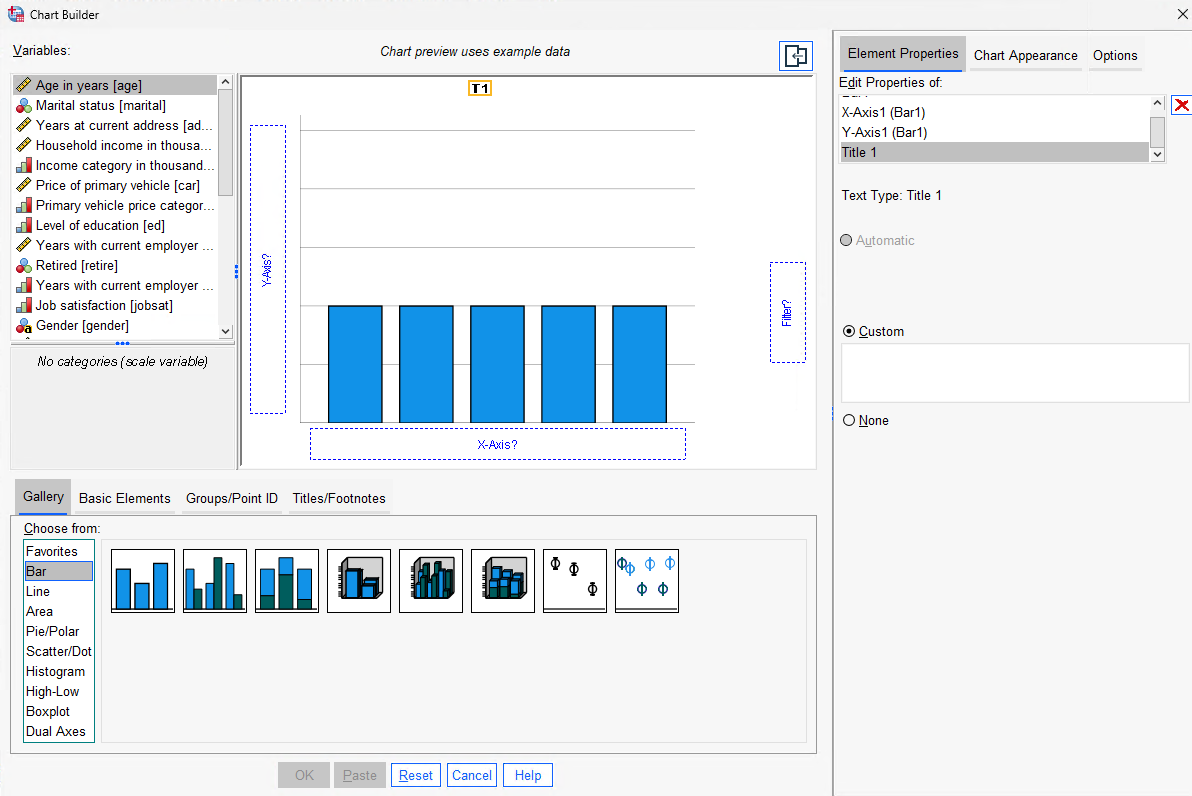 Chart Builder
Variables:
Chart preview uses example data
Age in years [age]
Marital status [marital]
Years at current address [ad...
Household income in thousa...
Income category in thousand...
Price of primary vehicle [car]
Primary vehicle price categor...
Level of education [ed]
Years with current employer ...
Retired [retire]
Years with current employer ...
Job satisfaction [jobsat]
Gender [gender]
No categories (scale variable)
T1
Y-Axis?
Filter?
X-Axis?
Gallery
Basic Elements
Groups/Point ID
Titles/Footnotes
Choose from:
Favorites
Bar
Line
Area
Pie/Polar
Scatter/Dot
Histogram
High-Low
Boxplot
Dual Axes
OK
Paste
Reset
Cancel
Help
Element Properties
Chart Appearance
Options
Edit Properties of:
X-Axis1 (Bar1)
Y-Axis1 (Bar1)
Title 1
Text Type: Title 1
Automatic
Custom
None